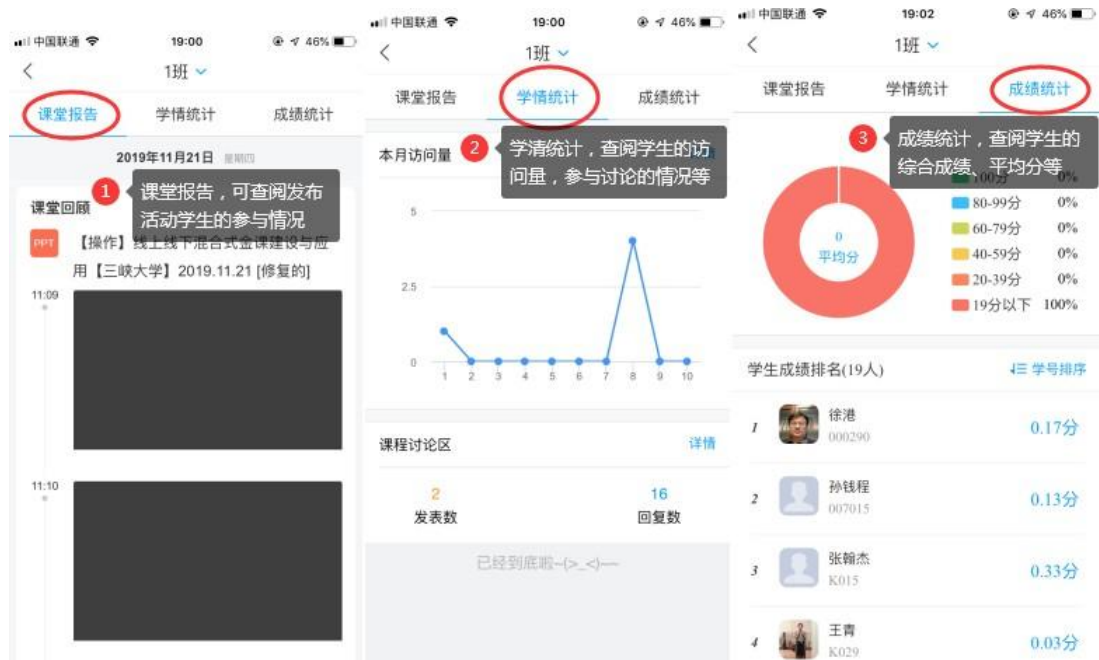 中国联通
19:00
46%
1班
课堂报告
学情统计
成绩统计
2019年11月21日 星期四
1
课堂报告，可查阅发布
活动学生的参与情况
课堂回顾
PPT
【操作】线上线下混合式金课建设与应
用【三峡大学】2019.11.21 [修复的]
11:09
11:10
中国联通
19:00
46%
1班
课堂报告
学情统计
成绩统计
本月访问量
2
学清统计，查阅学生的访
问量，参与讨论的情况等
5
2.5
0
1 2 3 4 5 6 7 8 9 10
课程讨论区
详情
2
16
发表数
回复数
已经到底啦~(>_<)~~
中国联通
19:02
46%
1班
课堂报告
学情统计
成绩统计
3
成绩统计，查阅学生的
综合成绩、平均分等
0
平均分
100分 0%
80-99分 0%
60-79分 0%
40-59分 0%
20-39分 0%
19分以下 100%
学生成绩排名(19人)
学号排序
1
徐港
000290
0.17分
2
孙钱程
007015
0.13分
3
张翰杰
K015
0.33分
4
王青
K029
0.03分